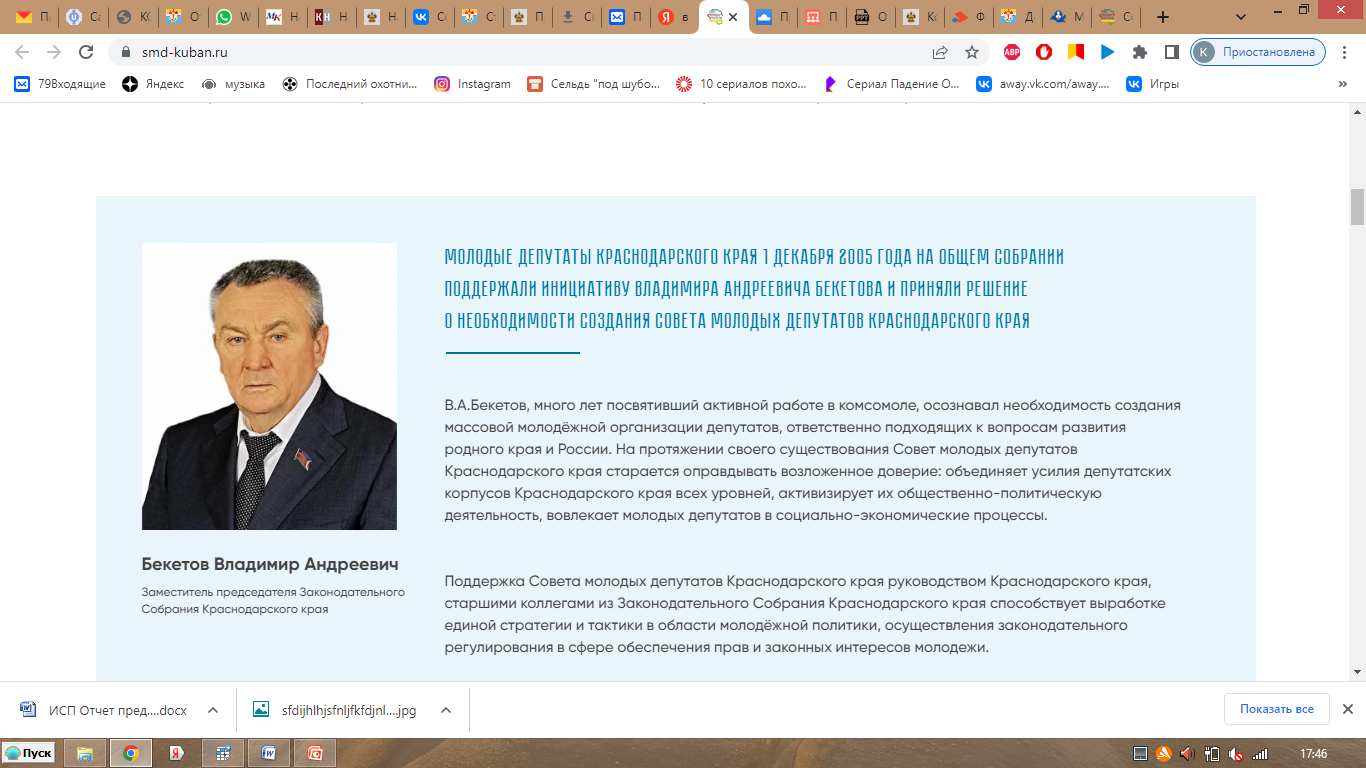 smd-kuban.ru
Приостановлена
79Входящие
Яндекс
музыка
Последний охотни...
Instagram
Сельдь "под шубо...
10 сериалов похо...
Сериал Падение О...
away.vk.com/away....
Игры
МОЛОДЫЕ ДЕПУТАТЫ КРАСНОДАРСКОГО КРАЯ 1 ДЕКАБРЯ 2005 ГОДА НА ОБЩЕМ СОБРАНИИ
ПОДДЕРЖАЛИ ИНИЦИАТИВУ ВЛАДИМИРА АНДРЕЕВИЧА БЕКЕТОВА И ПРИНЯЛИ РЕШЕНИЕ
О НЕОБХОДИМОСТИ СОЗДАНИЯ СОВЕТА МОЛОДЫХ ДЕПУТАТОВ КРАСНОДАРСКОГО КРАЯ
В.А.Бекетов, много лет посвятивший активной работе в комсомоле, осознавал необходимость создания
массовой молодёжной организации депутатов, ответственно подходящих к вопросам развития
родного края и России. На протяжении своего существования Совет молодых депутатов
Краснодарского края старается оправдывать возложенное доверие: объединяет усилия депутатских
корпусов Краснодарского края всех уровней, активизирует их общественно-политическую
деятельность, вовлекает молодых депутатов в социально-экономические процессы.
Бекетов Владимир Андреевич
Заместитель председателя Законодательного
Собрания Краснодарского края
Поддержка Совета молодых депутатов Краснодарского края руководством Краснодарского края,
старшими коллегами из Законодательного Собрания Краснодарского края способствует выработке
единой стратегии и тактики в области молодёжной политики, осуществления законодательного
регулирования в сфере обеспечения прав и законных интересов молодежи.
ИСП Отчет пред....docx
sfdijhlhjsfnljfkfdjnl....jpg
Показать все
Пуск
17:46